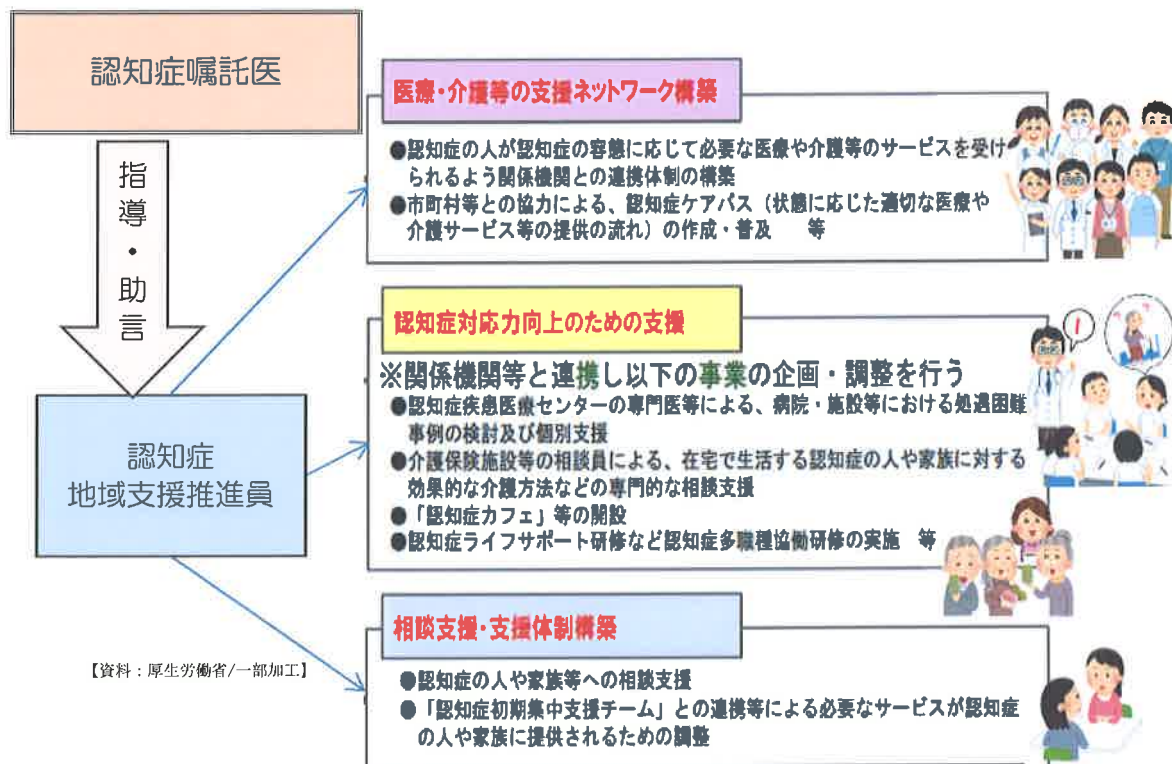 認知症嘱託医
指導・助言
認知症
地域支援推進員
【資料：厚生労働省/一部加工】
医療・介護等の支援ネットワーク構築
●認知症の人が認知症の容態に応じて必要な医療や介護等のサービスを受け
られるよう関係機関との連携体制の構築
●市町村等との協力による、認知症ケアパス（状態に応じた適切な医療や
介護サービス等の提供の流れ）の作成・普及　等
認知症対応力向上のための支援
※関係機関等と連携し以下の事業の企画・調整を行う
●認知症疾患医療センターの専門医等による、病院・施設等における処遇困難
事例の検討及び個別支援
●介護保険施設等の相談員による、在宅で生活する認知症の人や家族に対する
効果的な介護方法などの専門的な相談支援
●「認知症カフェ」等の開設
●認知症ライフサポート研修など認知症多職種協働研修の実施　等
!
相談支援・支援体制構築
●認知症の人や家族等への相談支援
●「認知症初期集中支援チーム」との連携等による必要なサービスが認知症
の人や家族に提供されるための調整